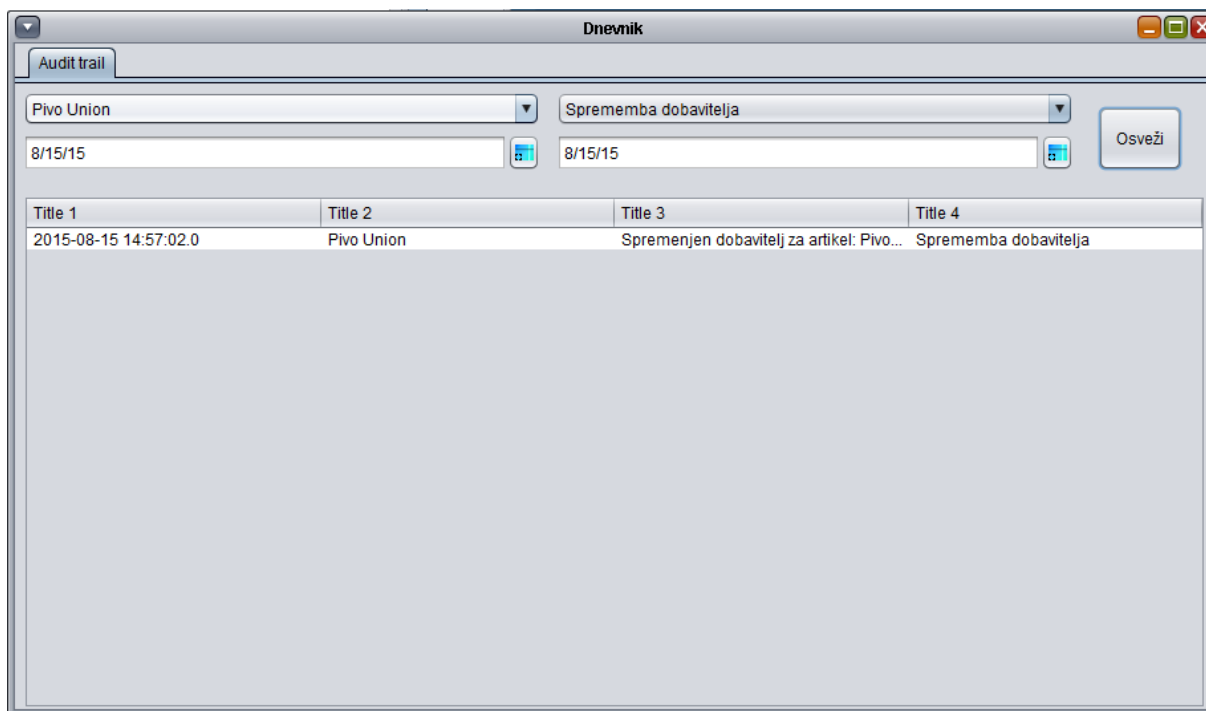 Dnevnik
Audit trail
Pivo Union Sprememba dobavitelja
Osveži
8/15/15 8/15/15
Title 1 Title 2 Title 3 Title 4
2015-08-15 14:57:02.0 Pivo Union Spremenjen dobavitelj za artikel: Pivo... Sprememba dobavitelja